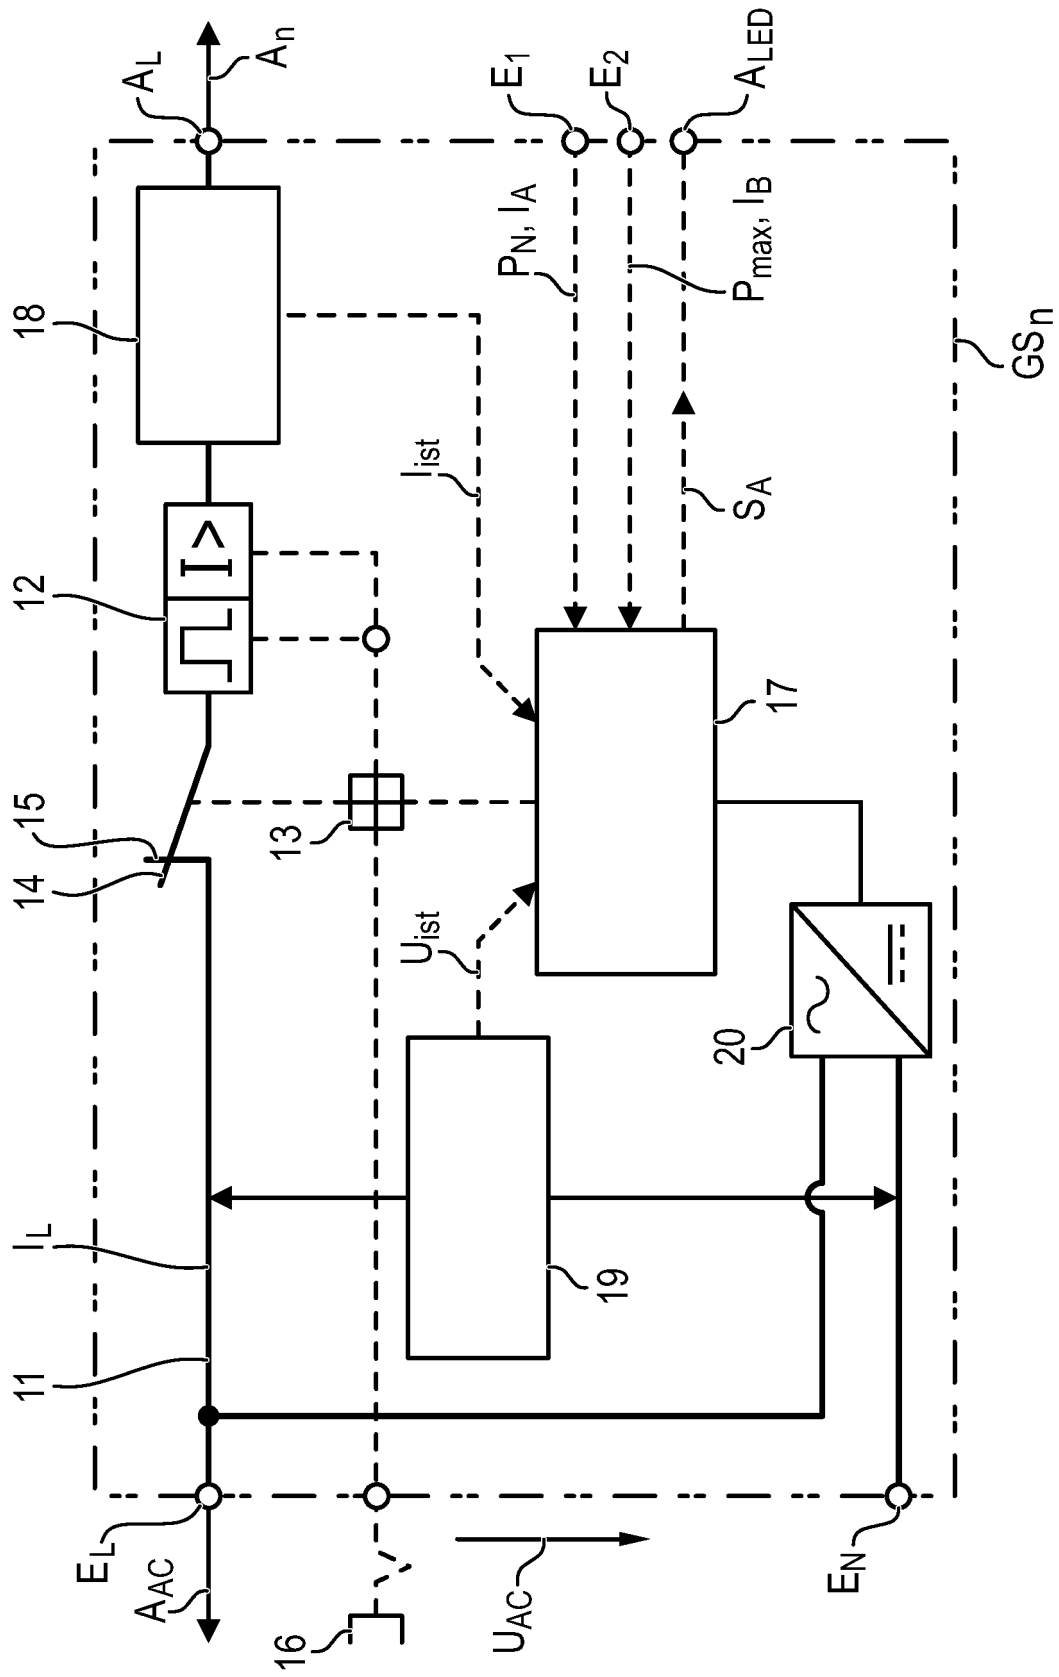 A_L
A_n
18
12
I>
15
14
I_L
11
E_L
A_AC
16
13
I_ist
U_ist
19
U_AC
E_1
E_2
A_LED
P_N, I_A
P_max, I_B
S_A
17
20
E_N
GS_n